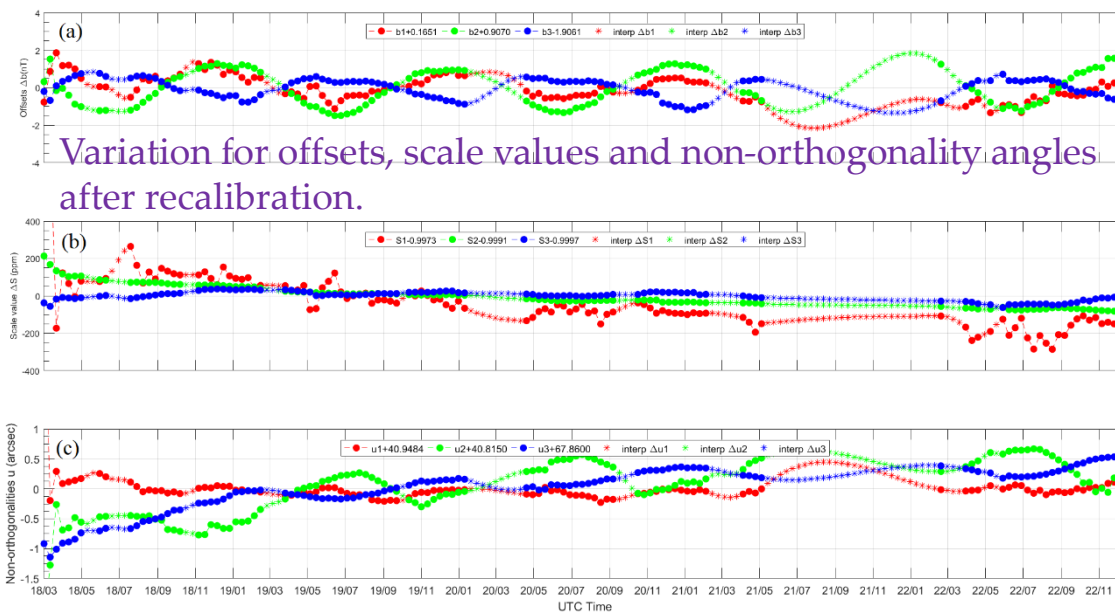 (a)
b1+0.1651 b2+0.9070 b3-1.9061 interp Δb1 interp Δb2 interp Δb3
Offsets Δb(nT)
4
2
0
-2
-4
Variation for offsets, scale values and non-orthogonality angles
after recalibration.
(b)
S1-0.9973 S2-0.9991 S3-0.9997 interp ΔS1 interp ΔS2 interp ΔS3
Scale value ΔS (ppm)
400
200
0
-200
-400
(c)
u1+40.9484 u2+40.8150 u3+67.8600 interp Δu1 interp Δu2 interp Δu3
Non-orthogonalities u (arcsec)
1
0.5
0
-0.5
-1
-1.5
18/03 18/05 18/07 18/09 18/11 19/01 19/03 19/05 19/07 19/09 19/11 20/01 20/03 20/05 20/07 20/09 20/11 21/01 21/03 21/05 21/07 21/09 21/11 22/01 22/03 22/05 22/07 22/09 22/11
UTC Time